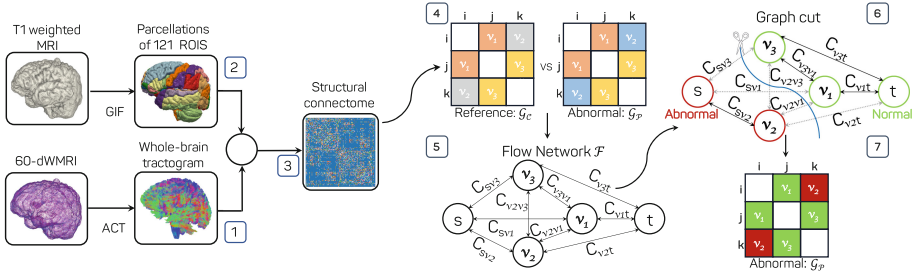 T1 weighted
MRI
GIF
Parcellations
of 121 ROIS
2
60-dWMRI
ACT
Whole-brain
tractogram
1
3
Structural
connectome
4
i j k
i ν1 ν2
j ν1 ν3
k ν2 ν3
Reference: 𝒢C
vs
i j k
i ν1 ν2
j ν1 ν3
k ν2 ν3
Abnormal: 𝒢P
5
Flow Network ℱ
s
ν3
ν1
ν2
t
CSν3
Cν2ν3
Cν3ν1
Cν3t
CSν1
Cν2ν1
Cν1t
CSν2
Cν2t
Graph cut
6
s
Abnormal
ν3
ν1
ν2
t
Normal
CSν3
Cν3t
Cν3ν1
Cν2ν3
CSν1
Cν1t
Cν2ν1
CSν2
Cν2t
7
i j k
i ν1 ν2
j ν1 ν3
k ν2 ν3
Abnormal: 𝒢P